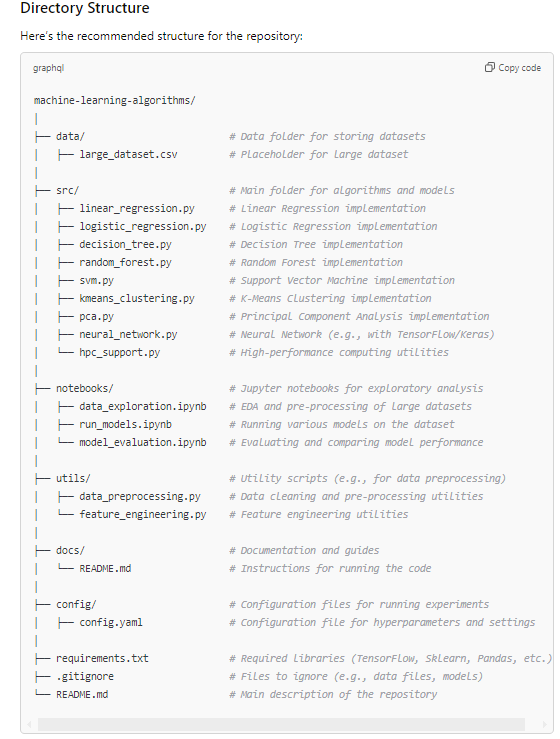 Directory Structure
Here's the recommended structure for the repository:
graphql Copy code
machine-learning-algorithms/
│
├── data/ # Data folder for storing datasets
│ ├── large_dataset.csv # Placeholder for large dataset
│
├── src/ # Main folder for algorithms and models
│ ├── linear_regression.py # Linear Regression implementation
│ ├── logistic_regression.py # Logistic Regression implementation
│ ├── decision_tree.py # Decision Tree implementation
│ ├── random_forest.py # Random Forest implementation
│ ├── svm.py # Support Vector Machine implementation
│ ├── kmeans_clustering.py # K-Means Clustering implementation
│ ├── pca.py # Principal Component Analysis implementation
│ ├── neural_network.py # Neural Network (e.g., with TensorFlow/Keras)
│ └── hpc_support.py # High-performance computing utilities
│
├── notebooks/ # Jupyter notebooks for exploratory analysis
│ ├── data_exploration.ipynb # EDA and pre-processing of large datasets
│ ├── run_models.ipynb # Running various models on the dataset
│ └── model_evaluation.ipynb # Evaluating and comparing model performance
│
├── utils/ # Utility scripts (e.g., for data preprocessing)
│ ├── data_preprocessing.py # Data cleaning and pre-processing utilities
│ └── feature_engineering.py # Feature engineering utilities
│
├── docs/ # Documentation and guides
│ └── README.md # Instructions for running the code
│
├── config/ # Configuration files for running experiments
│ ├── config.yaml # Configuration file for hyperparameters and settings
│
├── requirements.txt # Required libraries (TensorFlow, Sklearn, Pandas, etc.)
├── .gitignore # Files to ignore (e.g., data files, models)
└── README.md # Main description of the repository